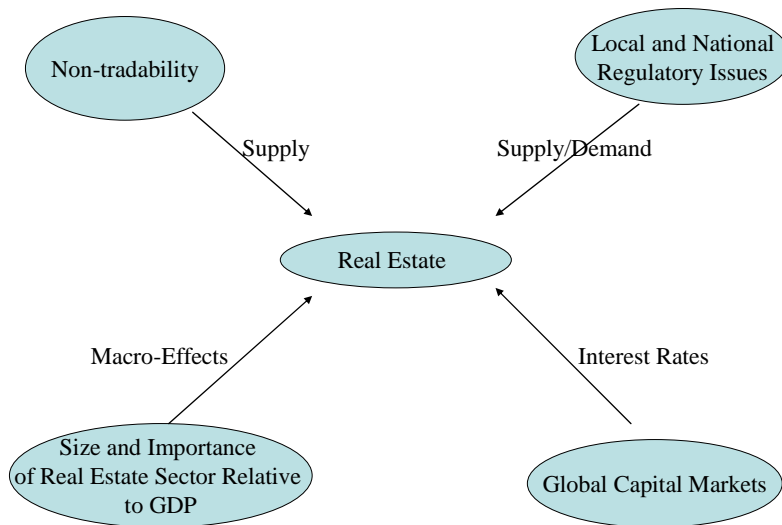 Non-tradability
Local and National
Regulatory Issues
Supply
Supply/Demand
Real Estate
Macro-Effects
Interest Rates
Size and Importance
of Real Estate Sector Relative
to GDP
Global Capital Markets